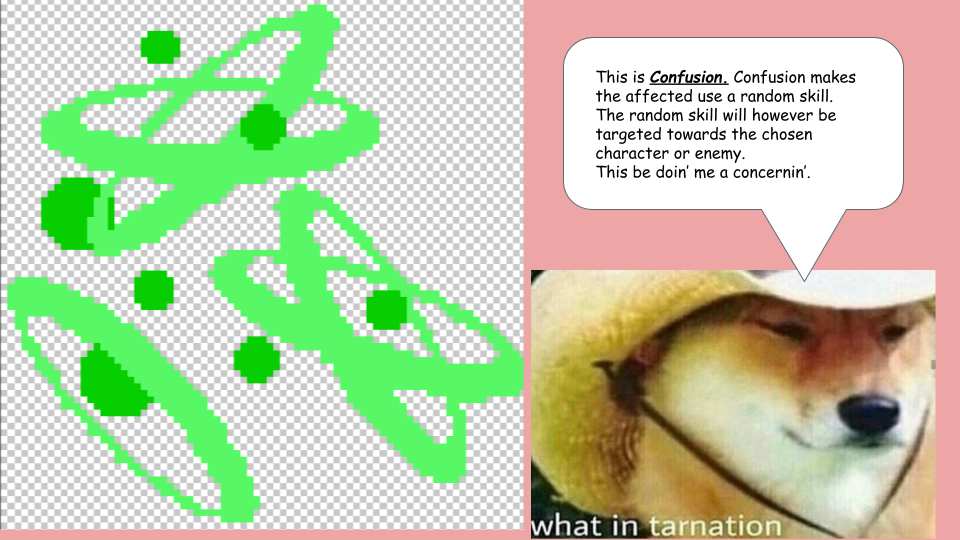 This is Confusion. Confusion makes
the affected use a random skill.
The random skill will however be
targeted towards the chosen
character or enemy.
This be doin’ me a concernin’.
what in tarnation